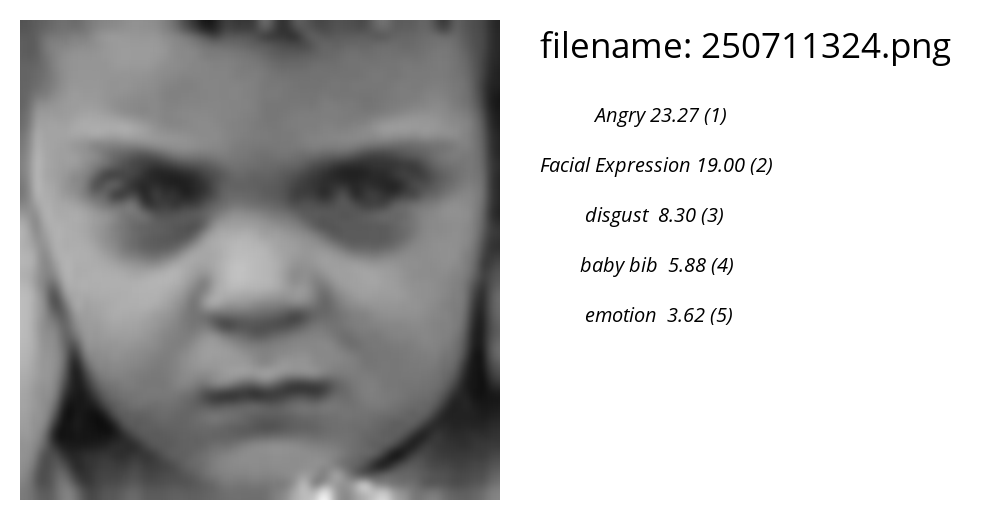 filename: 250711324.png
Angry 23.27 (1)
Facial Expression 19.00 (2)
disgust 8.30 (3)
baby bib 5.88 (4)
emotion 3.62 (5)